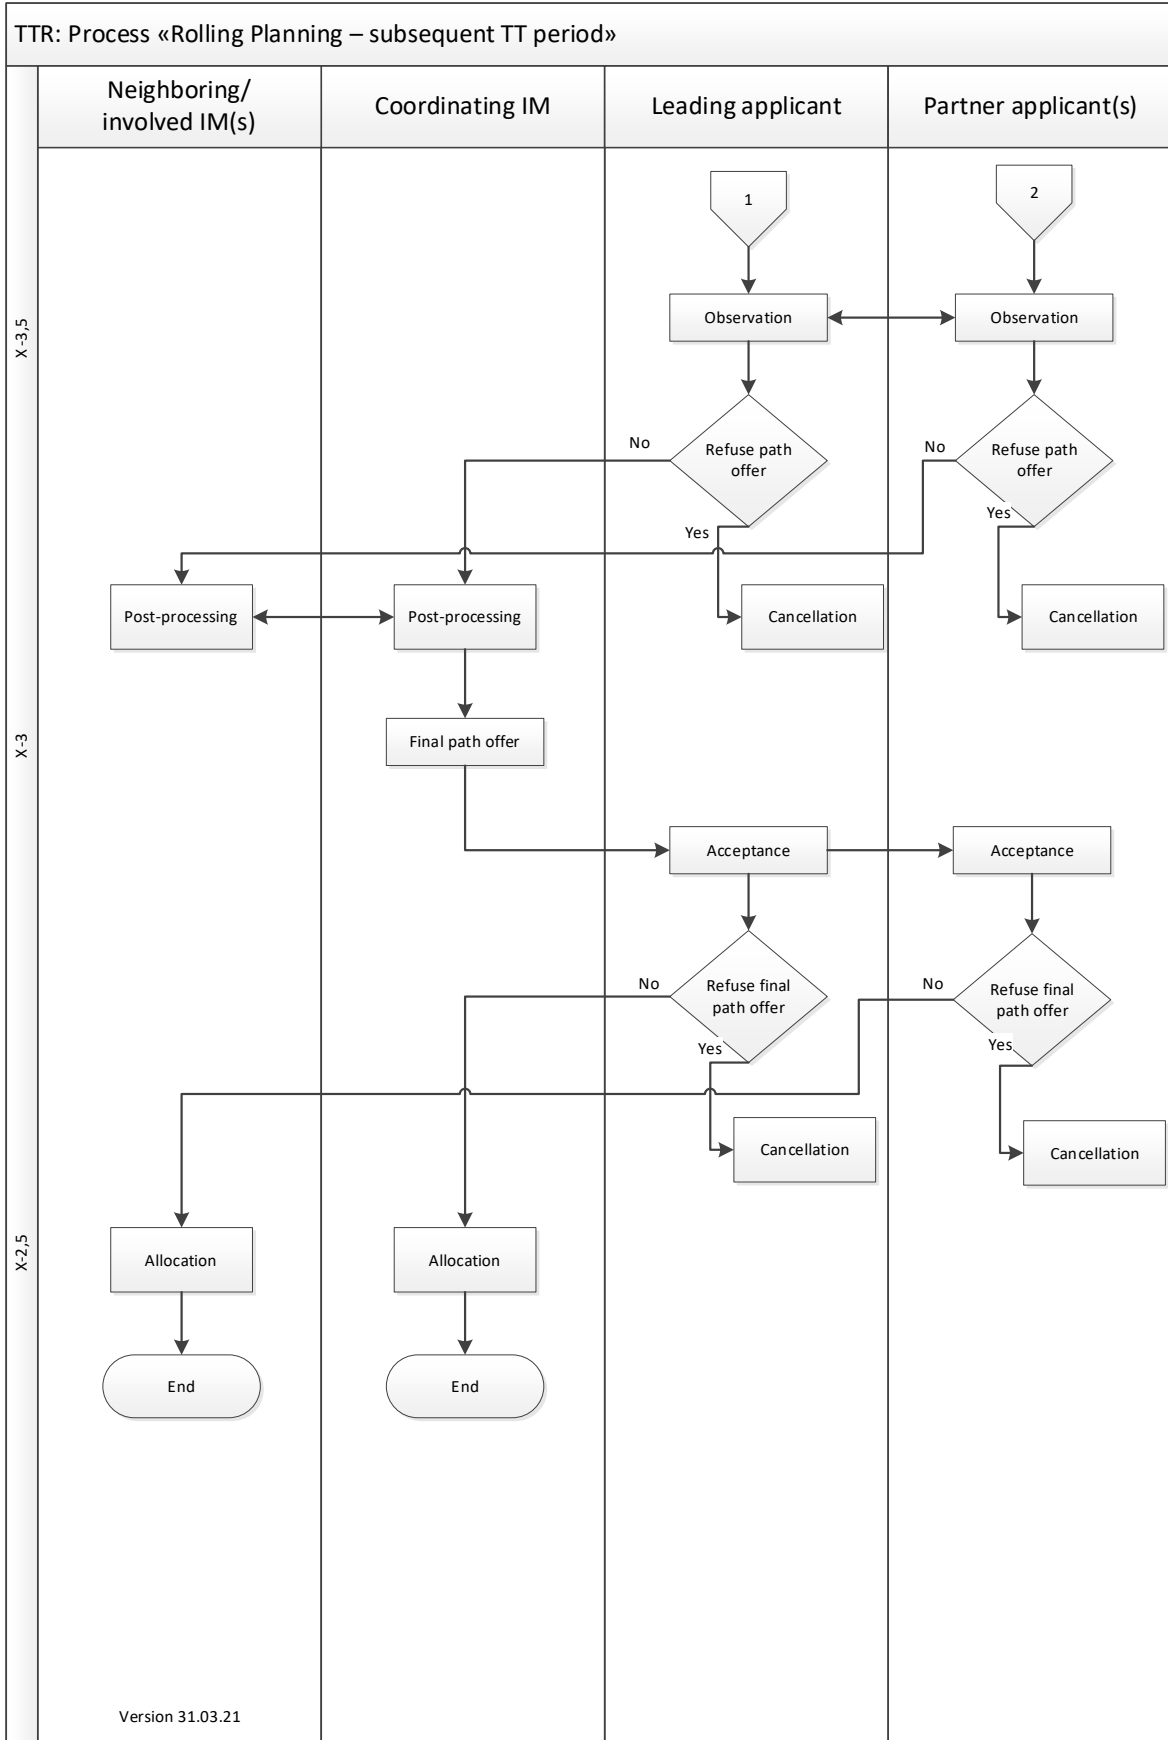 TTR: Process «Rolling Planning – subsequent TT period»
Neighboring/
involved IM(s)
Coordinating IM
Leading applicant
Partner applicant(s)
1
2
X -3,5
Observation
Observation
No
Refuse path
offer
No
Refuse path
offer
Yes
Yes
Post-processing
Post-processing
Cancellation
Cancellation
X-3
Final path offer
Acceptance
Acceptance
No
Refuse final
path offer
No
Refuse final
path offer
Yes
Yes
Cancellation
Cancellation
X-2,5
Allocation
Allocation
End
End
Version 31.03.21